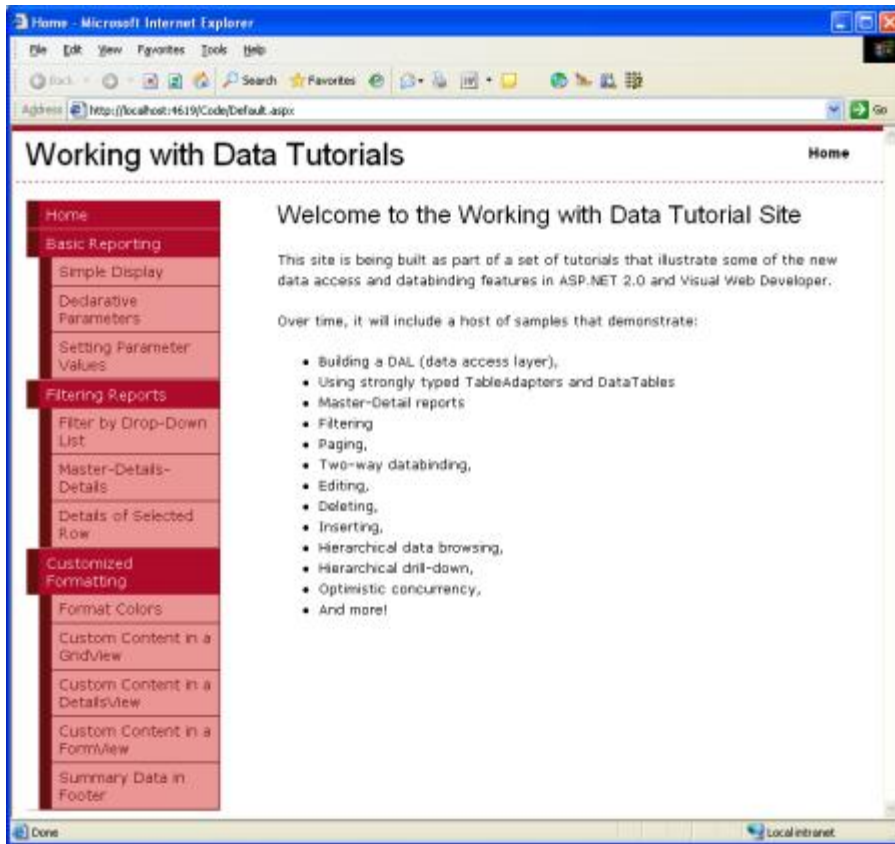 Home - Microsoft Internet Explorer
File Edit View Favorites Tools Help
Back Search Favorites
Address http://localhost:4619/Code/Default.aspx Go
Working with Data Tutorials
Home
Home
Basic Reporting
Simple Display
Declarative
Parameters
Setting Parameter
Values
Filtering Reports
Filter by Drop-Down
List
Master-Details-
Details
Details of Selected
Row
Customized
Formatting
Format Colors
Custom Content in a
GridView
Custom Content in a
DetailsView
Custom Content in a
FormView
Summary Data in
Footer
Welcome to the Working with Data Tutorial Site
This site is being built as part of a set of tutorials that illustrate some of the new
data access and databinding features in ASP.NET 2.0 and Visual Web Developer.
Over time, it will include a host of samples that demonstrate:
• Building a DAL (data access layer),
• Using strongly typed TableAdapters and DataTables
• Master-Detail reports
• Filtering
• Paging,
• Two-way databinding,
• Editing,
• Deleting,
• Inserting,
• Hierarchical data browsing,
• Hierarchical drill-down,
• Optimistic concurrency,
• And more!
Done
Local intranet